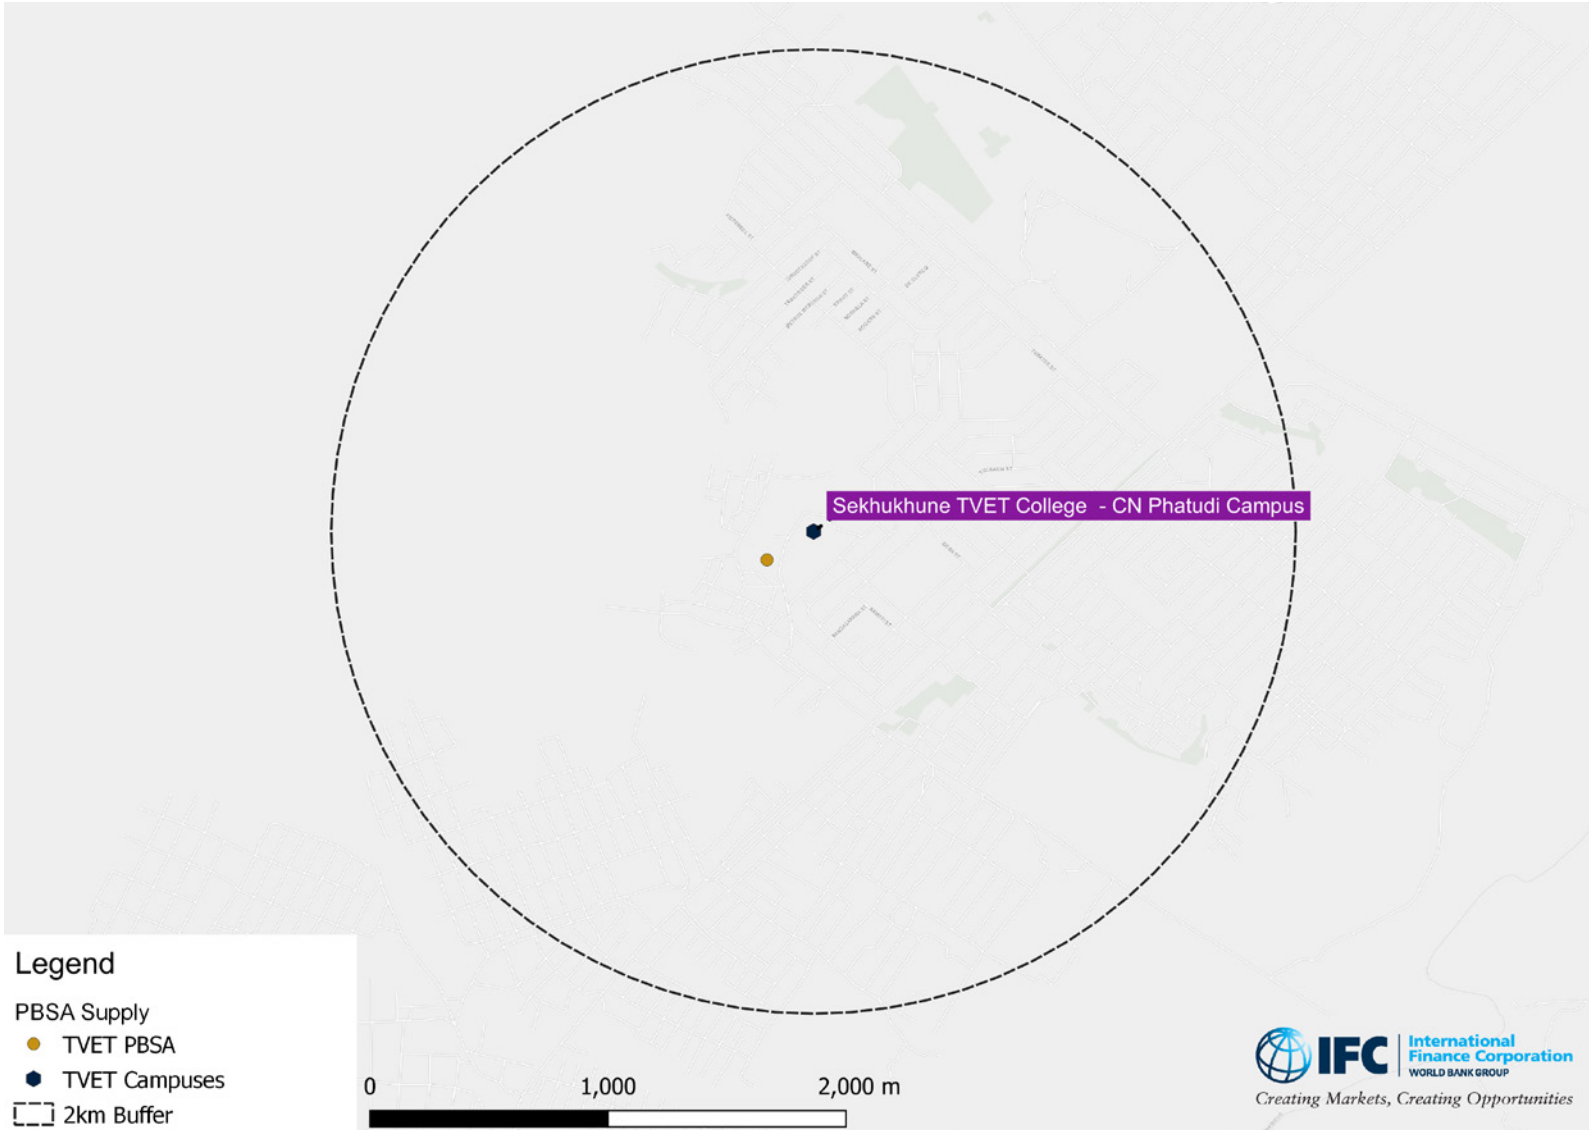 Sekhukhune TVET College - CN Phatudi Campus
Legend
PBSA Supply
TVET PBSA
TVET Campuses
2km Buffer
0 1,000 2,000 m
IFC
International
Finance Corporation
WORLD BANK GROUP
Creating Markets, Creating Opportunities